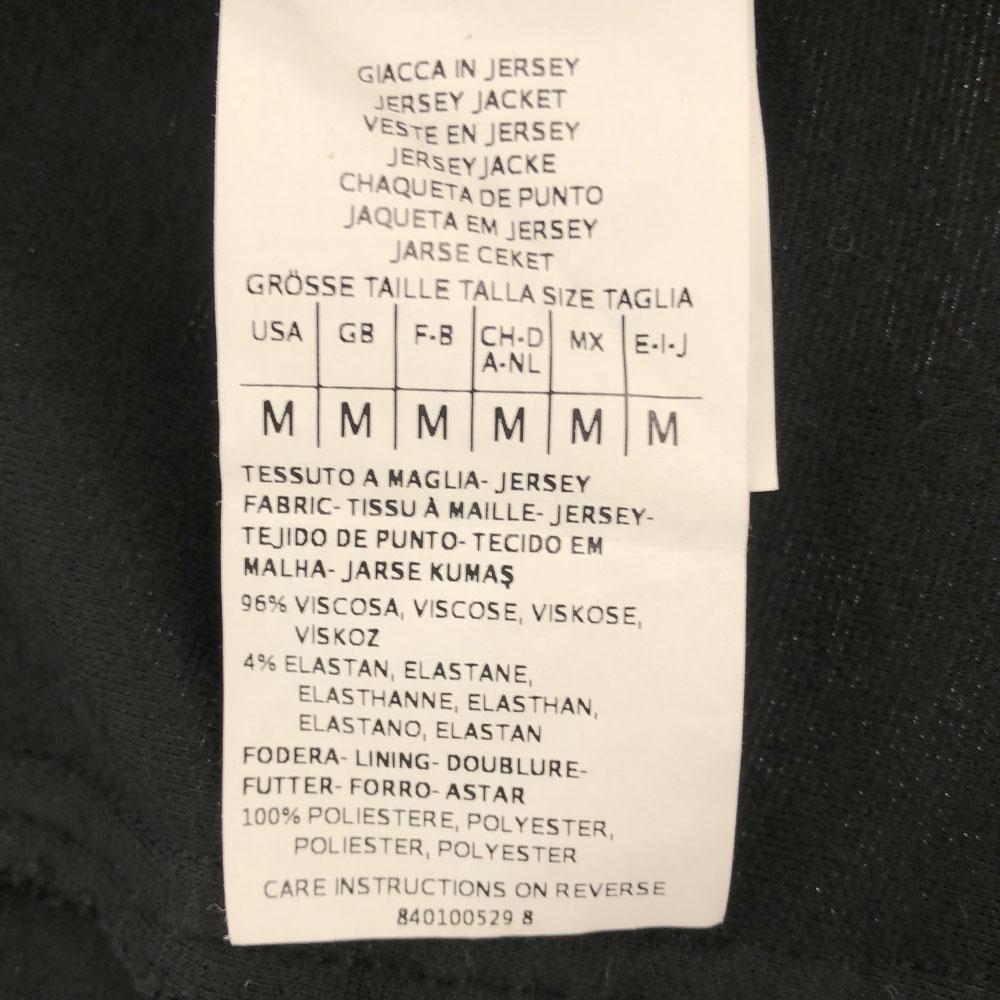 GIACCA IN JERSEY
JERSEY JACKET
VESTE EN JERSEY
JERSEYJACKE
CHAQUETA DE PUNTO
JAQUETA EM JERSEY
JARSE CEKET
GRÖSSE TAILLE TALLA SIZE TAGLIA
USA GB F-B CH-D A-NL MX E-I-J
M M M M M M
TESSUTO A MAGLIA- JERSEY
FABRIC- TISSU À MAILLE- JERSEY-
TEJIDO DE PUNTO- TECIDO EM
MALHA- JARSE KUMAŞ
96% VISCOSA, VISCOSE, VISKOSE,
VİSKOZ
4% ELASTAN, ELASTANE,
ELASTHANNE, ELASTHAN,
ELASTANO, ELASTAN
FODERA- LINING- DOUBLURE-
FUTTER- FORRO- ASTAR
100% POLIESTERE, POLYESTER,
POLIESTER, POLYESTER
CARE INSTRUCTIONS ON REVERSE
840100529 8